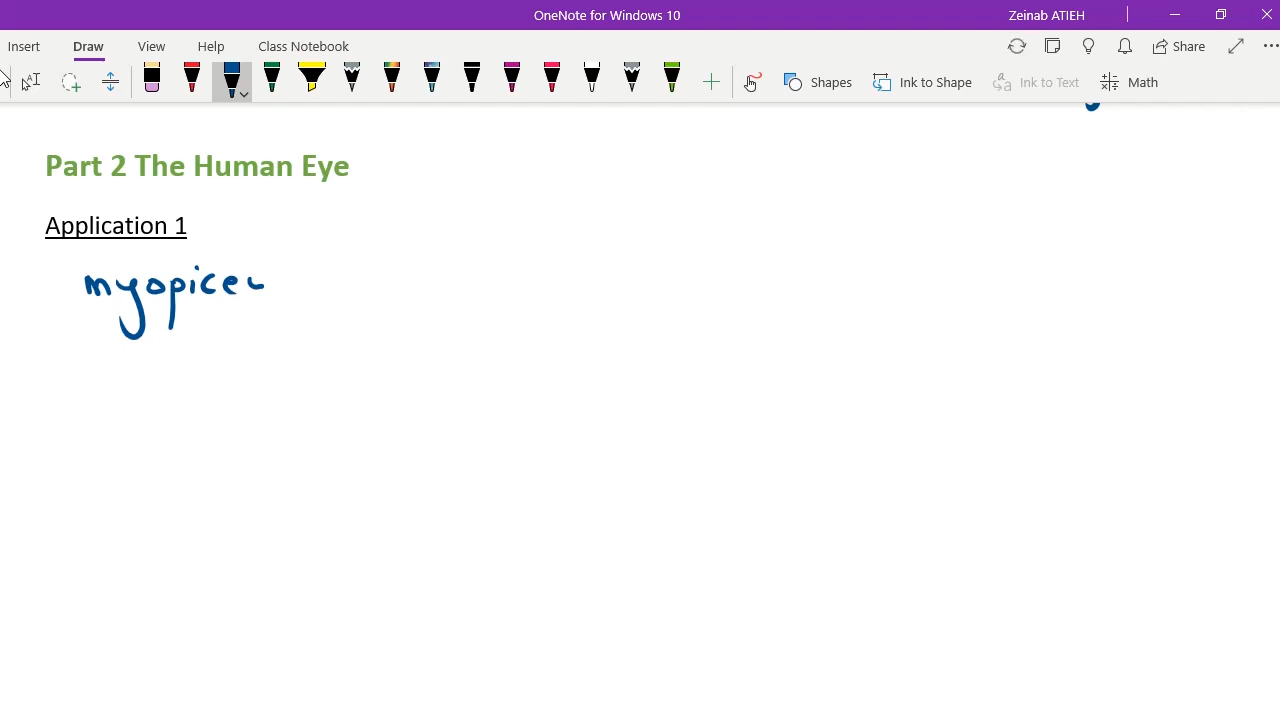 OneNote for Windows 10
Zeinab ATIEH
Insert Draw View Help Class Notebook
Share
Shapes Ink to Shape Ink to Text Math
Part 2 The Human Eye
Application 1
myopic